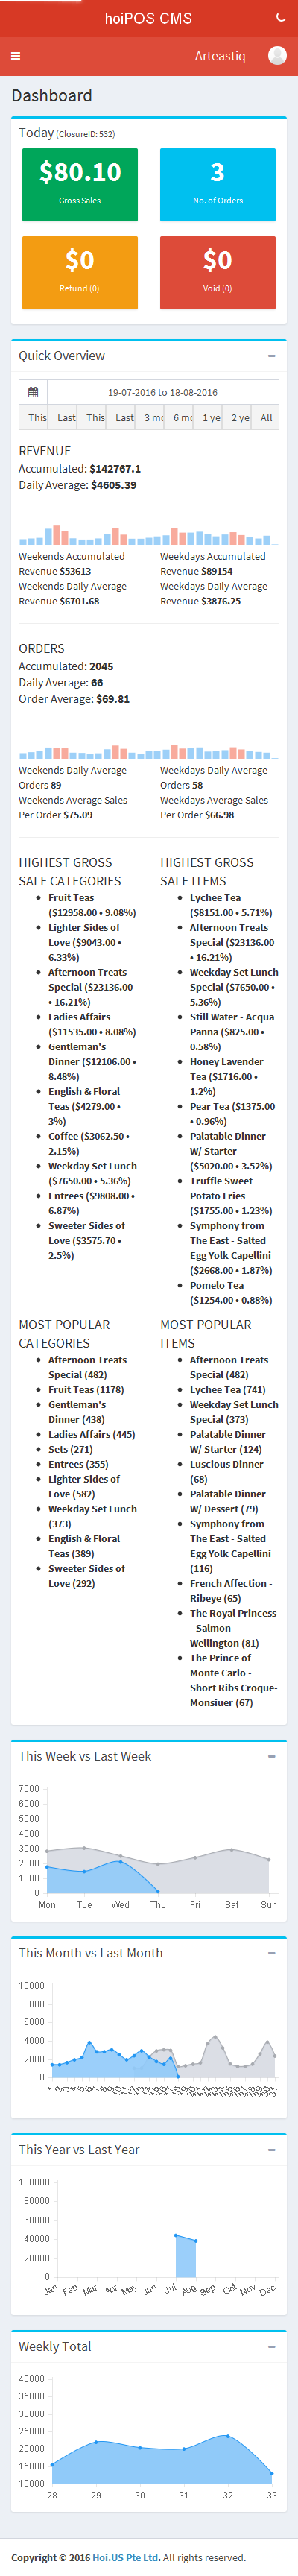 hoiPOS CMS
Arteastiq
Dashboard
Today (ClosureID: 532)
$80.10
Gross Sales
3
No. of Orders
$0
Refund (0)
$0
Void (0)
Quick Overview
19-07-2016 to 18-08-2016
This Last This Last 3 mo 6 mo 1 ye 2 ye All
REVENUE
Accumulated: $142767.1
Daily Average: $4605.39
Weekends Accumulated
Revenue $53613
Weekends Daily Average
Revenue $6701.68
Weekdays Accumulated
Revenue $89154
Weekdays Daily Average
Revenue $3876.25
ORDERS
Accumulated: 2045
Daily Average: 66
Order Average: $69.81
Weekends Daily Average
Orders 89
Weekends Average Sales
Per Order $75.09
Weekdays Daily Average
Orders 58
Weekdays Average Sales
Per Order $66.98
HIGHEST GROSS
SALE CATEGORIES
Fruit Teas
($12958.00 • 9.08%)
Lighter Sides of
Love ($9043.00 •
6.33%)
Afternoon Treats
Special ($23136.00
• 16.21%)
Ladies Affairs
($11535.00 • 8.08%)
Gentleman's
Dinner ($12106.00 •
8.48%)
English & Floral
Teas ($4279.00 •
3%)
Coffee ($3062.50 •
2.15%)
Weekday Set Lunch
($7650.00 • 5.36%)
Entrees ($9808.00 •
6.87%)
Sweeter Sides of
Love ($3575.70 •
2.5%)
HIGHEST GROSS
SALE ITEMS
Lychee Tea
($8151.00 • 5.71%)
Afternoon Treats
Special ($23136.00
• 16.21%)
Weekday Set Lunch
Special ($7650.00 •
5.36%)
Still Water - Acqua
Panna ($825.00 •
0.58%)
Honey Lavender
Tea ($1716.00 •
1.2%)
Pear Tea ($1375.00
• 0.96%)
Palatable Dinner
W/ Starter
($5020.00 • 3.52%)
Truffle Sweet
Potato Fries
($1755.00 • 1.23%)
Symphony from
The East - Salted
Egg Yolk Capellini
($2668.00 • 1.87%)
Pomelo Tea
($1254.00 • 0.88%)
MOST POPULAR
CATEGORIES
Afternoon Treats
Special (482)
Fruit Teas (1178)
Gentleman's
Dinner (438)
Ladies Affairs (445)
Sets (271)
Entrees (355)
Lighter Sides of
Love (582)
Weekday Set Lunch
(373)
English & Floral
Teas (389)
Sweeter Sides of
Love (292)
MOST POPULAR
ITEMS
Afternoon Treats
Special (482)
Lychee Tea (741)
Weekday Set Lunch
Special (373)
Palatable Dinner
W/ Starter (124)
Luscious Dinner
(68)
Palatable Dinner
W/ Dessert (79)
Symphony from
The East - Salted
Egg Yolk Capellini
(116)
French Affection -
Ribeye (65)
The Royal Princess
- Salmon
Wellington (81)
The Prince of
Monte Carlo -
Short Ribs Croque-
Monsiuer (67)
This Week vs Last Week
7000
6000
5000
4000
3000
2000
1000
0
Mon Tue Wed Thu Fri Sat Sun
This Month vs Last Month
10000
8000
6000
4000
2000
0
This Year vs Last Year
100000
80000
60000
40000
20000
0
Jan Feb Mar Apr May Jun Jul Aug Sep Oct Nov Dec
Weekly Total
40000
35000
30000
25000
20000
15000
10000
28 29 30 31 32 33
Copyright © 2016 Hoi.US Pte Ltd. All rights reserved.